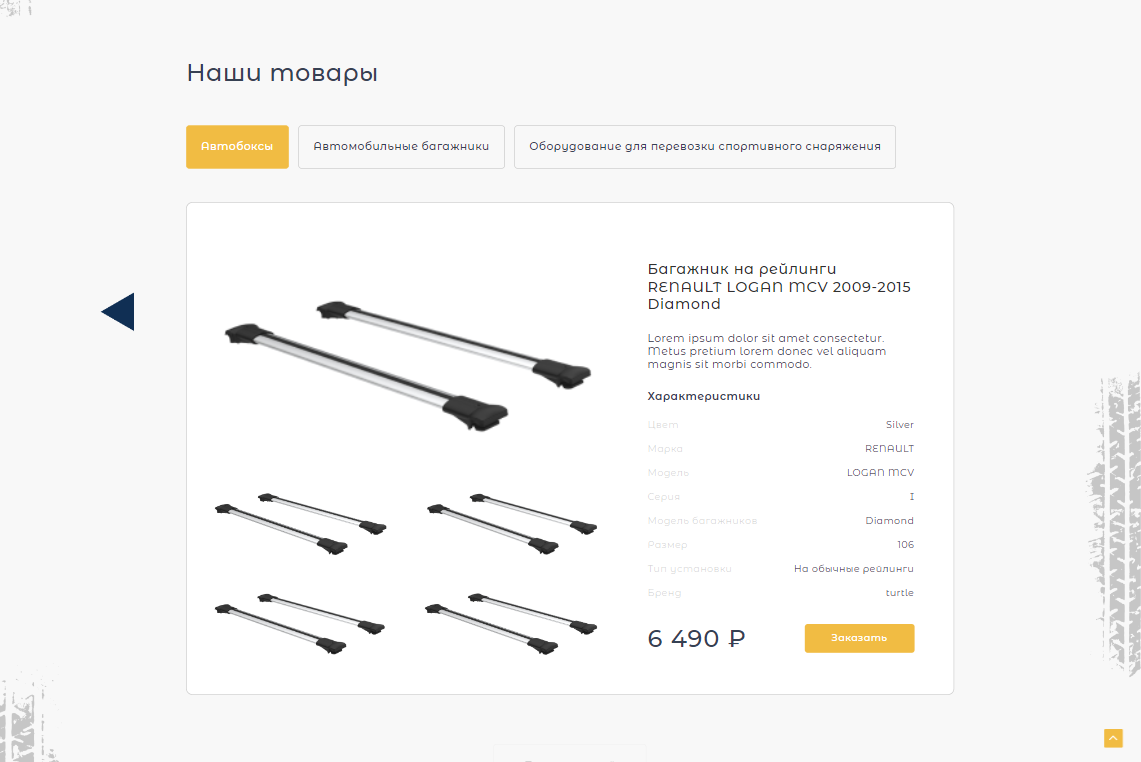 Наши товары
Автобоксы
Автомобильные багажники
Оборудование для перевозки спортивного снаряжения
Багажник на рейлинги
RENAULT LOGAN MCV 2009-2015
Diamond
Lorem ipsum dolor sit amet consectetur.
Metus pretium lorem donec vel aliquam
magnis sit morbi commodo.
Характеристики
Цвет Silver
Марка RENAULT
Модель LOGAN MCV
Серия I
Модель багажников Diamond
Размер 106
Тип установки На обычные рейлинги
Бренд turtle
6 490 ₽ Заказать